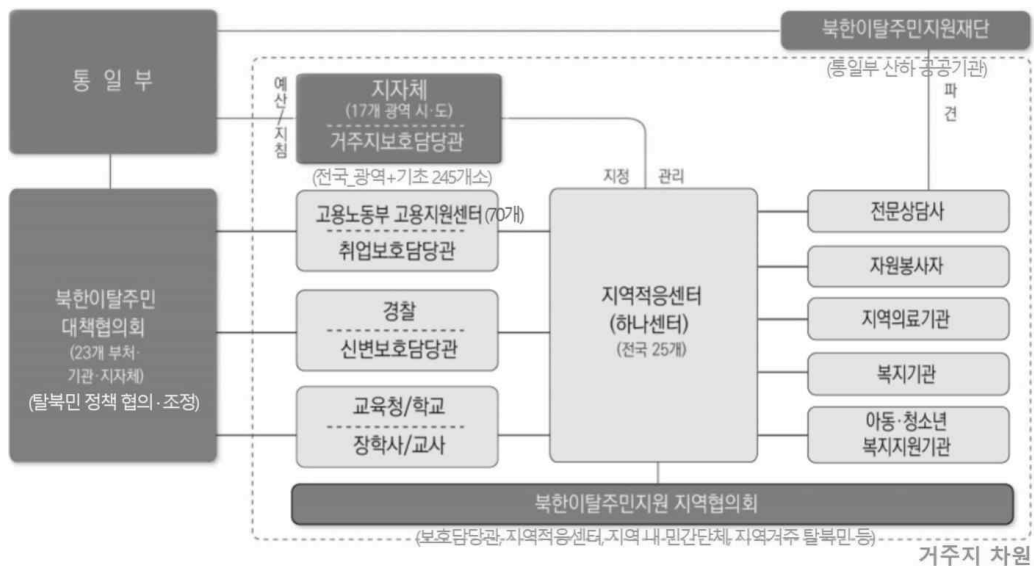 통 일 부
북한이탈주민지원재단
(통일부 산하 공공기관)
예산/지침
파견
지자체
(17개 광역 시·도)
거주지보호담당관
(전국_광역+기초 245개소)
지정 관리
북한이탈주민
대책협의회
(23개 부처·
기관·지자체)
(탈북민 정책 협의·조정)
고용노동부 고용지원센터(70개)
취업보호담당관
경찰
신변보호담당관
교육청/학교
장학사/교사
지역적응센터
(하나센터)
(전국 25개)
전문상담사
자원봉사자
지역의료기관
복지기관
아동·청소년
복지지원기관
북한이탈주민지원 지역협의회
(보호담당관, 지역적응센터, 지역 내 민간단체, 지역거주 탈북민 등)
거주지 차원